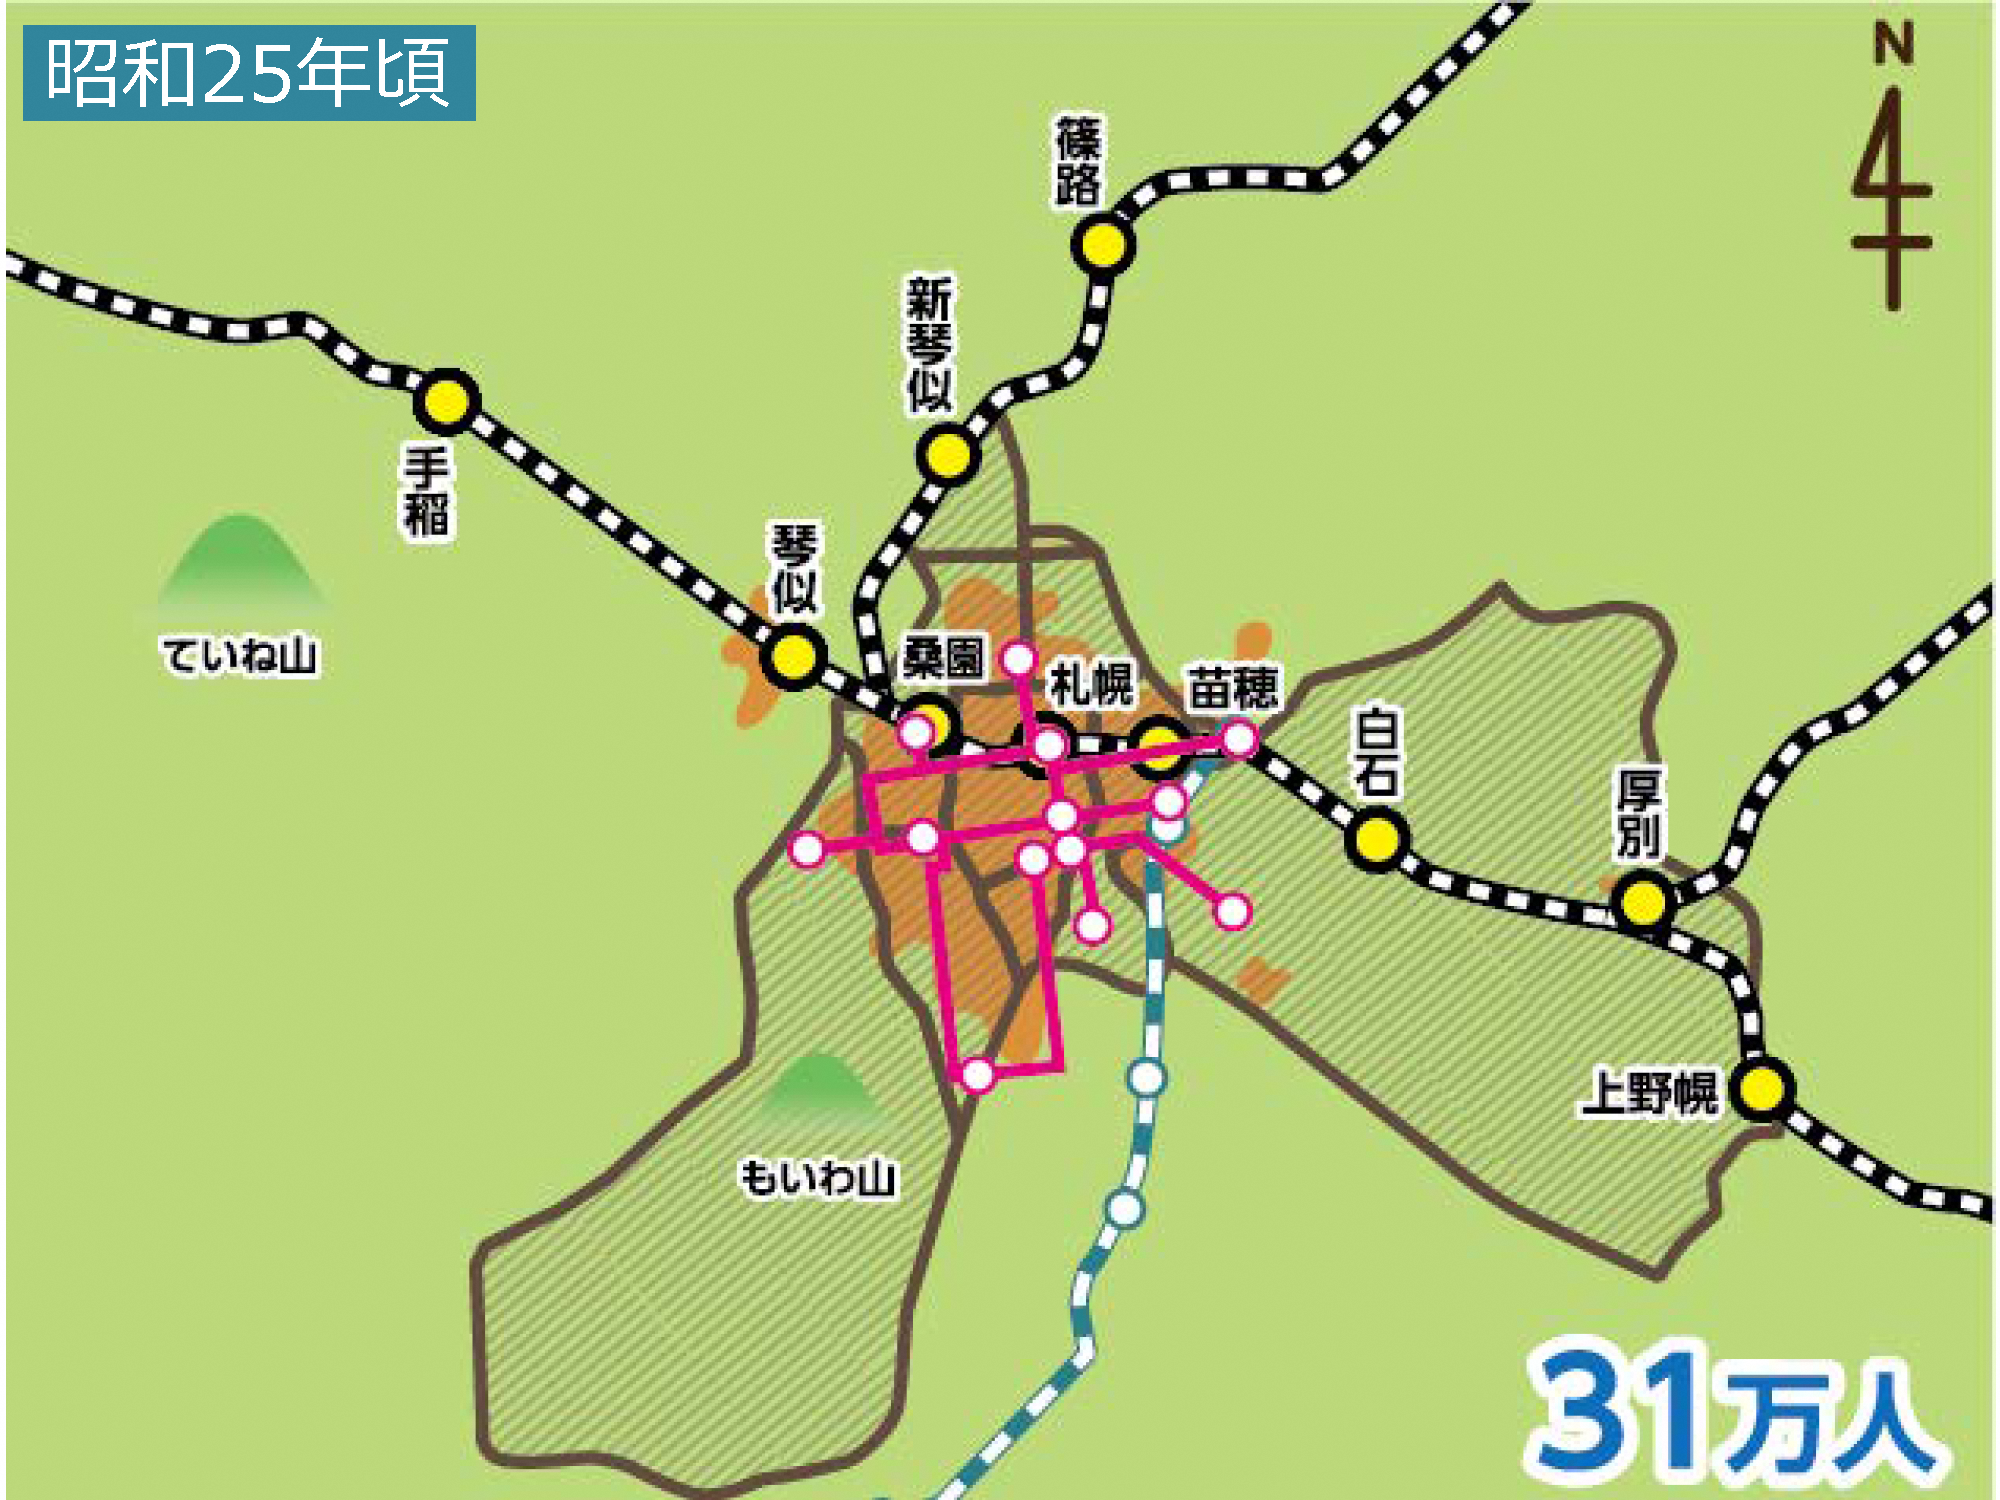 昭和25年頃
N
篠路
新琴似
手稲
琴似
ていね山
桑園
札幌
苗穂
白石
厚別
上野幌
もいわ山
31万人